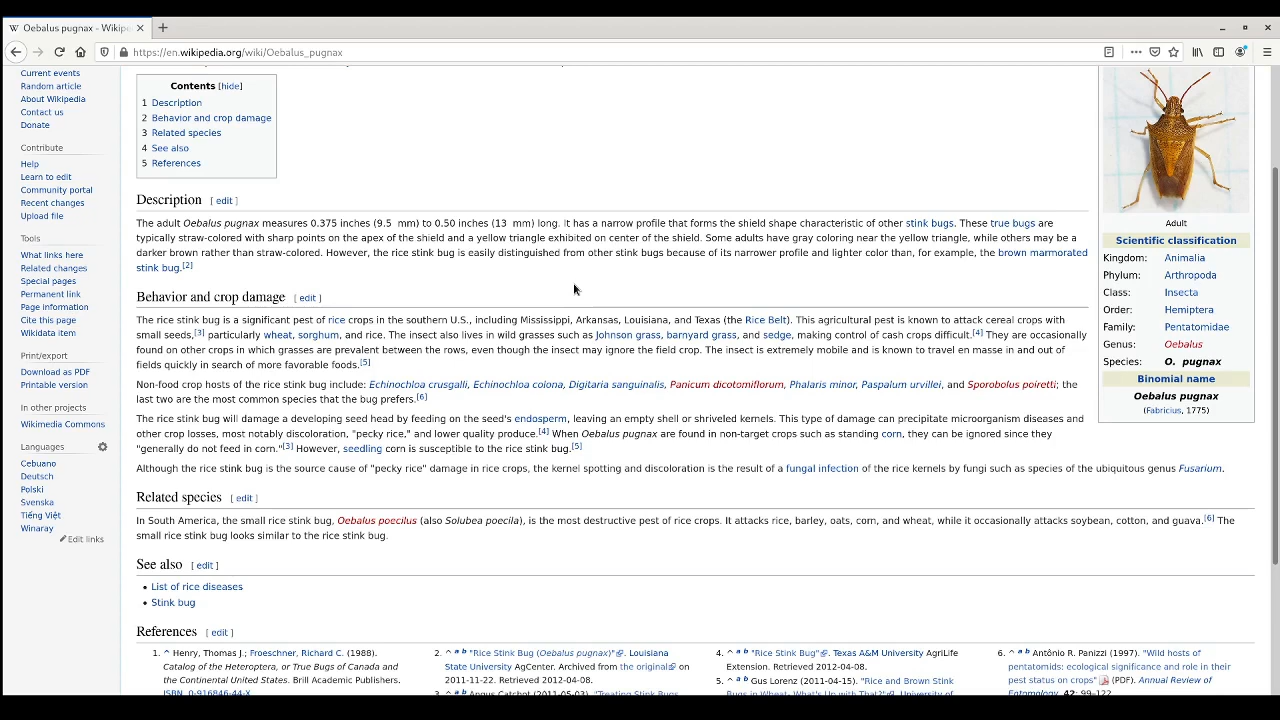 Oebalus pugnax - Wikipe
https://en.wikipedia.org/wiki/Oebalus_pugnax
Current events
Random article
About Wikipedia
Contact us
Donate
Contribute
Help
Learn to edit
Community portal
Recent changes
Upload file
Tools
What links here
Related changes
Special pages
Permanent link
Page information
Cite this page
Wikidata item
Print/export
Download as PDF
Printable version
In other projects
Wikimedia Commons
Languages
Cebuano
Deutsch
Polski
Svenska
Tiếng Việt
Winaray
Edit links
Contents [hide]
1 Description
2 Behavior and crop damage
3 Related species
4 See also
5 References
Description [ edit ]
The adult Oebalus pugnax measures 0.375 inches (9.5 mm) to 0.50 inches (13 mm) long. It has a narrow profile that forms the shield shape characteristic of other stink bugs. These true bugs are
typically straw-colored with sharp points on the apex of the shield and a yellow triangle exhibited on center of the shield. Some adults have gray coloring near the yellow triangle, while others may be a
darker brown rather than straw-colored. However, the rice stink bug is easily distinguished from other stink bugs because of its narrower profile and lighter color than, for example, the brown marmorated
stink bug.[2]
Behavior and crop damage [ edit ]
The rice stink bug is a significant pest of rice crops in the southern U.S., including Mississippi, Arkansas, Louisiana, and Texas (the Rice Belt). This agricultural pest is known to attack cereal crops with
small seeds,[3] particularly wheat, sorghum, and rice. The insect also lives in wild grasses such as Johnson grass, barnyard grass, and sedge, making control of cash crops difficult.[4] They are occasionally
found on other crops in which grasses are prevalent between the rows, even though the insect may ignore the field crop. The insect is extremely mobile and is known to travel en masse in and out of
fields quickly in search of more favorable foods.[5]
Non-food crop hosts of the rice stink bug include: Echinochloa crusgalli, Echinochloa colona, Digitaria sanguinalis, Panicum dicotomiflorum, Phalaris minor, Paspalum urvillei, and Sporobolus poiretti; the
last two are the most common species that the bug prefers.[6]
The rice stink bug will damage a developing seed head by feeding on the seed's endosperm, leaving an empty shell or shriveled kernels. This type of damage can precipitate microorganism diseases and
other crop losses, most notably discoloration, "pecky rice," and lower quality produce.[4] When Oebalus pugnax are found in non-target crops such as standing corn, they can be ignored since they
"generally do not feed in corn."[3] However, seedling corn is susceptible to the rice stink bug.[5]
Although the rice stink bug is the source cause of "pecky rice" damage in rice crops, the kernel spotting and discoloration is the result of a fungal infection of the rice kernels by fungi such as species of the ubiquitous genus Fusarium.
Related species [ edit ]
In South America, the small rice stink bug, Oebalus poecilus (also Solubea poecila), is the most destructive pest of rice crops. It attacks rice, barley, oats, corn, and wheat, while it occasionally attacks soybean, cotton, and guava.[6] The
small rice stink bug looks similar to the rice stink bug.
See also [ edit ]
• List of rice diseases
• Stink bug
References [ edit ]
1. ^ Henry, Thomas J.; Froeschner, Richard C. (1988).
Catalog of the Heteroptera, or True Bugs of Canada and
the Continental United States. Brill Academic Publishers.
ISBN 0-916846-44-X
2. ^ a b "Rice Stink Bug (Oebalus pugnax)". Louisiana
State University AgCenter. Archived from the original on
2011-11-22. Retrieved 2012-04-08.
3. ^ a b Angus Catchot (2011-05-03). "Treating Stink Bugs
4. ^ a b "Rice Stink Bug". Texas A&M University AgriLife
Extension. Retrieved 2012-04-08.
5. ^ a b Gus Lorenz (2011-04-15). "Rice and Brown Stink
Bugs in Wheat- What's Up with That?". University of
6. ^ a b Antônio R. Panizzi (1997). "Wild hosts of
pentatomids: ecological significance and role in their
pest status on crops" (PDF). Annual Review of
Entomology. 42: 99–122.
Adult
Scientific classification
Kingdom: Animalia
Phylum: Arthropoda
Class: Insecta
Order: Hemiptera
Family: Pentatomidae
Genus: Oebalus
Species: O. pugnax
Binomial name
Oebalus pugnax
(Fabricius, 1775)